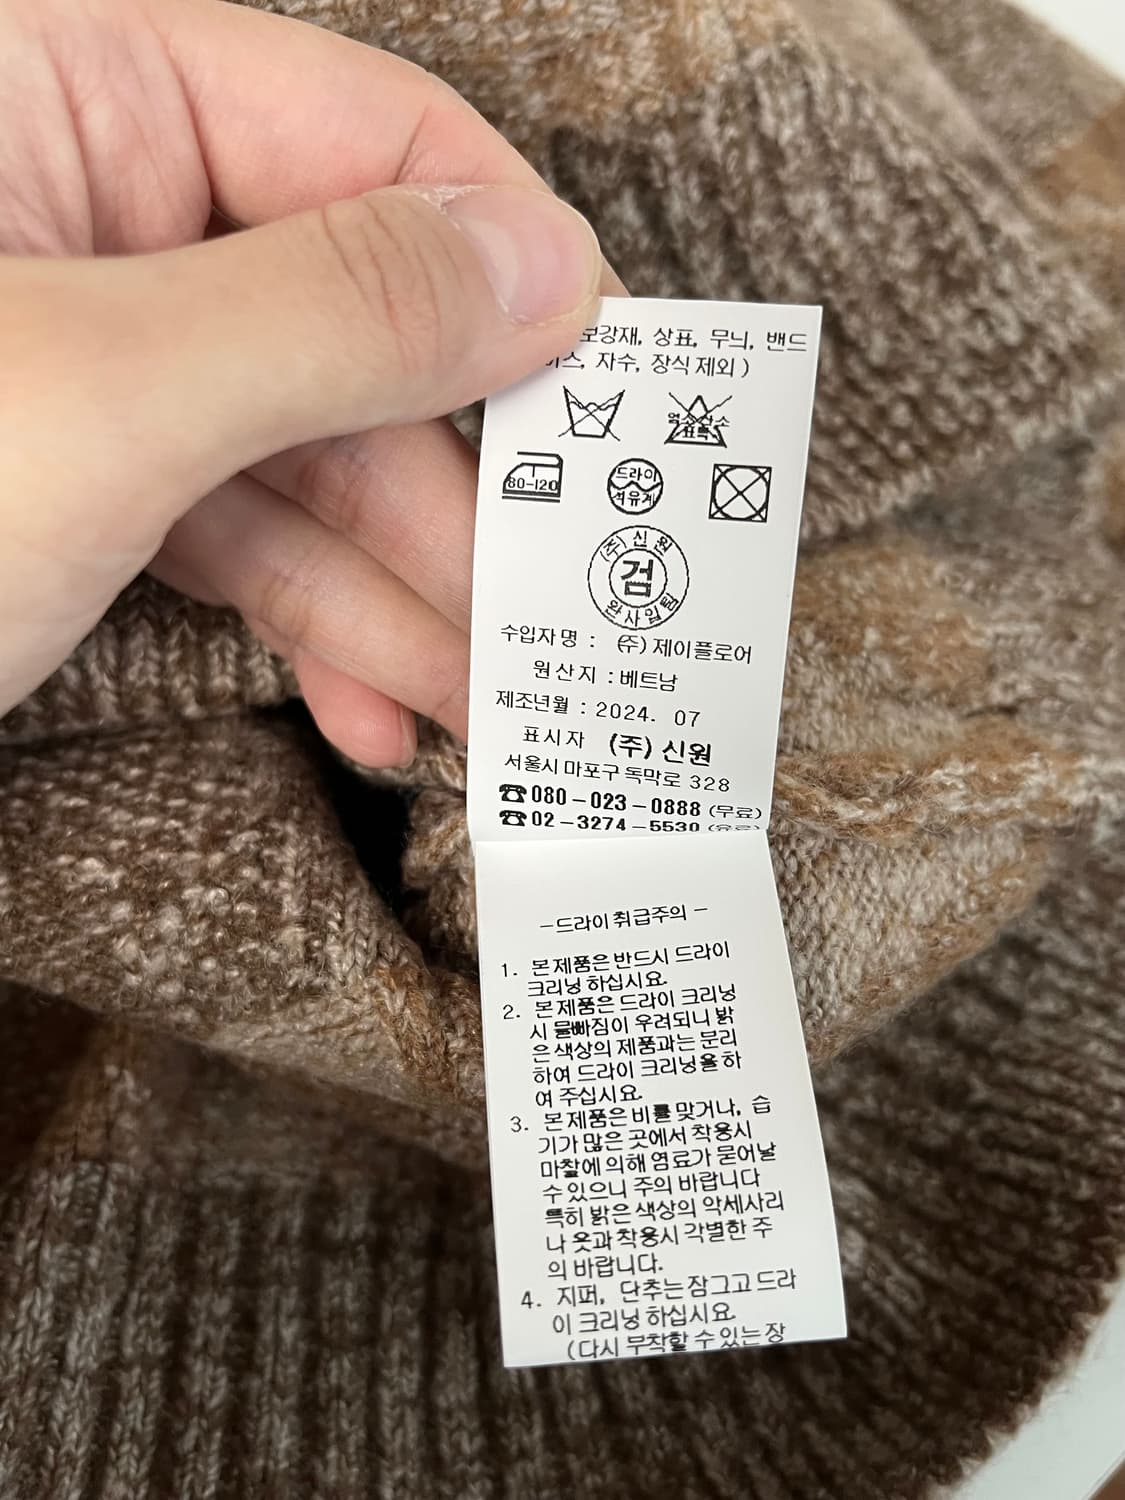 보강재, 상표, 무늬, 밴드
자수, 장식 제외 )
염소산소
표백
80-120
드라이
석유계
(주) 신원
검
완사입팀
수입자명 : (주) 제이플로어
원산지 : 베트남
제조년월 : 2024. 07
표시자 (주) 신원
서울시 마포구 독막로 328
☎080-023-0888 (무료)
☎02-3274-5530 (유료)
-드라이 취급주의 -
1. 본 제품은 반드시 드라이
크리닝 하십시요.
2. 본 제품은 드라이 크리닝
시 물빠짐이 우려되니 밝
은 색상의 제품과는 분리
하여 드라이 크리닝을 하
여 주십시요.
3. 본 제품은 비를 맞거나, 습
기가 많은 곳에서 착용시
마찰에 의해 염료가 묻어날
수 있으니 주의 바랍니다
특히 밝은 색상의 악세사리
나 옷과 착용시 각별한 주
의 바랍니다.
4. 지퍼, 단추는 잠그고 드라
이 크리닝 하십시요.
(다시 부착할 수 있는 장